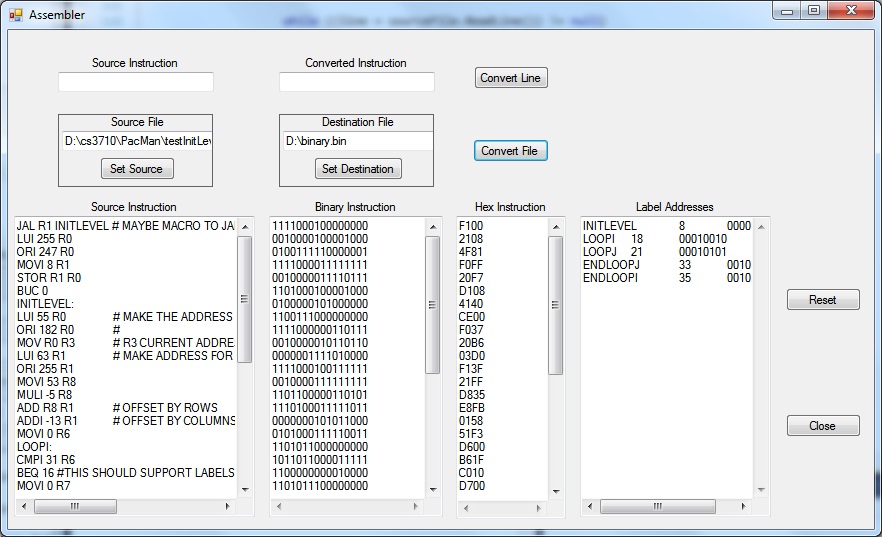 Assembler
Source Instruction
Converted Instruction
Convert Line
Source File
D:\cs3710\PacMan\testInitLev
Set Source
Destination File
D:\binary.bin
Set Destination
Convert File
Source Instruction
JAL R1 INITLEVEL # MAYBE MACRO TO JA
LUI 255 R0
ORI 247 R0
MOVI 8 R1
STOR R1 R0
BUC 0
INITLEVEL:
LUI 55 R0 # MAKE THE ADDRESS
ORI 182 R0 #
MOV R0 R3 # R3 CURRENT ADDRE
LUI 63 R1 # MAKE ADDRESS FOR
ORI 255 R1
MOVI 53 R8
MULI -5 R8
ADD R8 R1 # OFFSET BY ROWS
ADDI -13 R1 # OFFSET BY COLUMNS
MOVI 0 R6
LOOPI:
CMPI 31 R6
BEQ 16 #THIS SHOULD SUPPORT LABELS
MOVI 0 R7
Binary Instruction
1111000100000000
0010000100001000
0100111110000001
1111000011111111
0010000011110111
1101000100001000
0100000101000000
1100111000000000
1111000000110111
0010000010110110
0000001111010000
1111000100111111
0010000111111111
1101100000110101
1110100011111011
0000000101011000
0101000111110011
1101011000000000
1011011000011111
1100000000010000
1101011100000000
Hex Instruction
F100
2108
4F81
F0FF
20F7
D108
4140
CE00
F037
20B6
03D0
F13F
21FF
D835
E8FB
0158
51F3
D600
B61F
C010
D700
Label Addresses
INITLEVEL 8 0000
LOOPI 18 00010010
LOOPJ 21 00010101
ENDLOOPJ 33 0010
ENDLOOPI 35 0010
Reset
Close